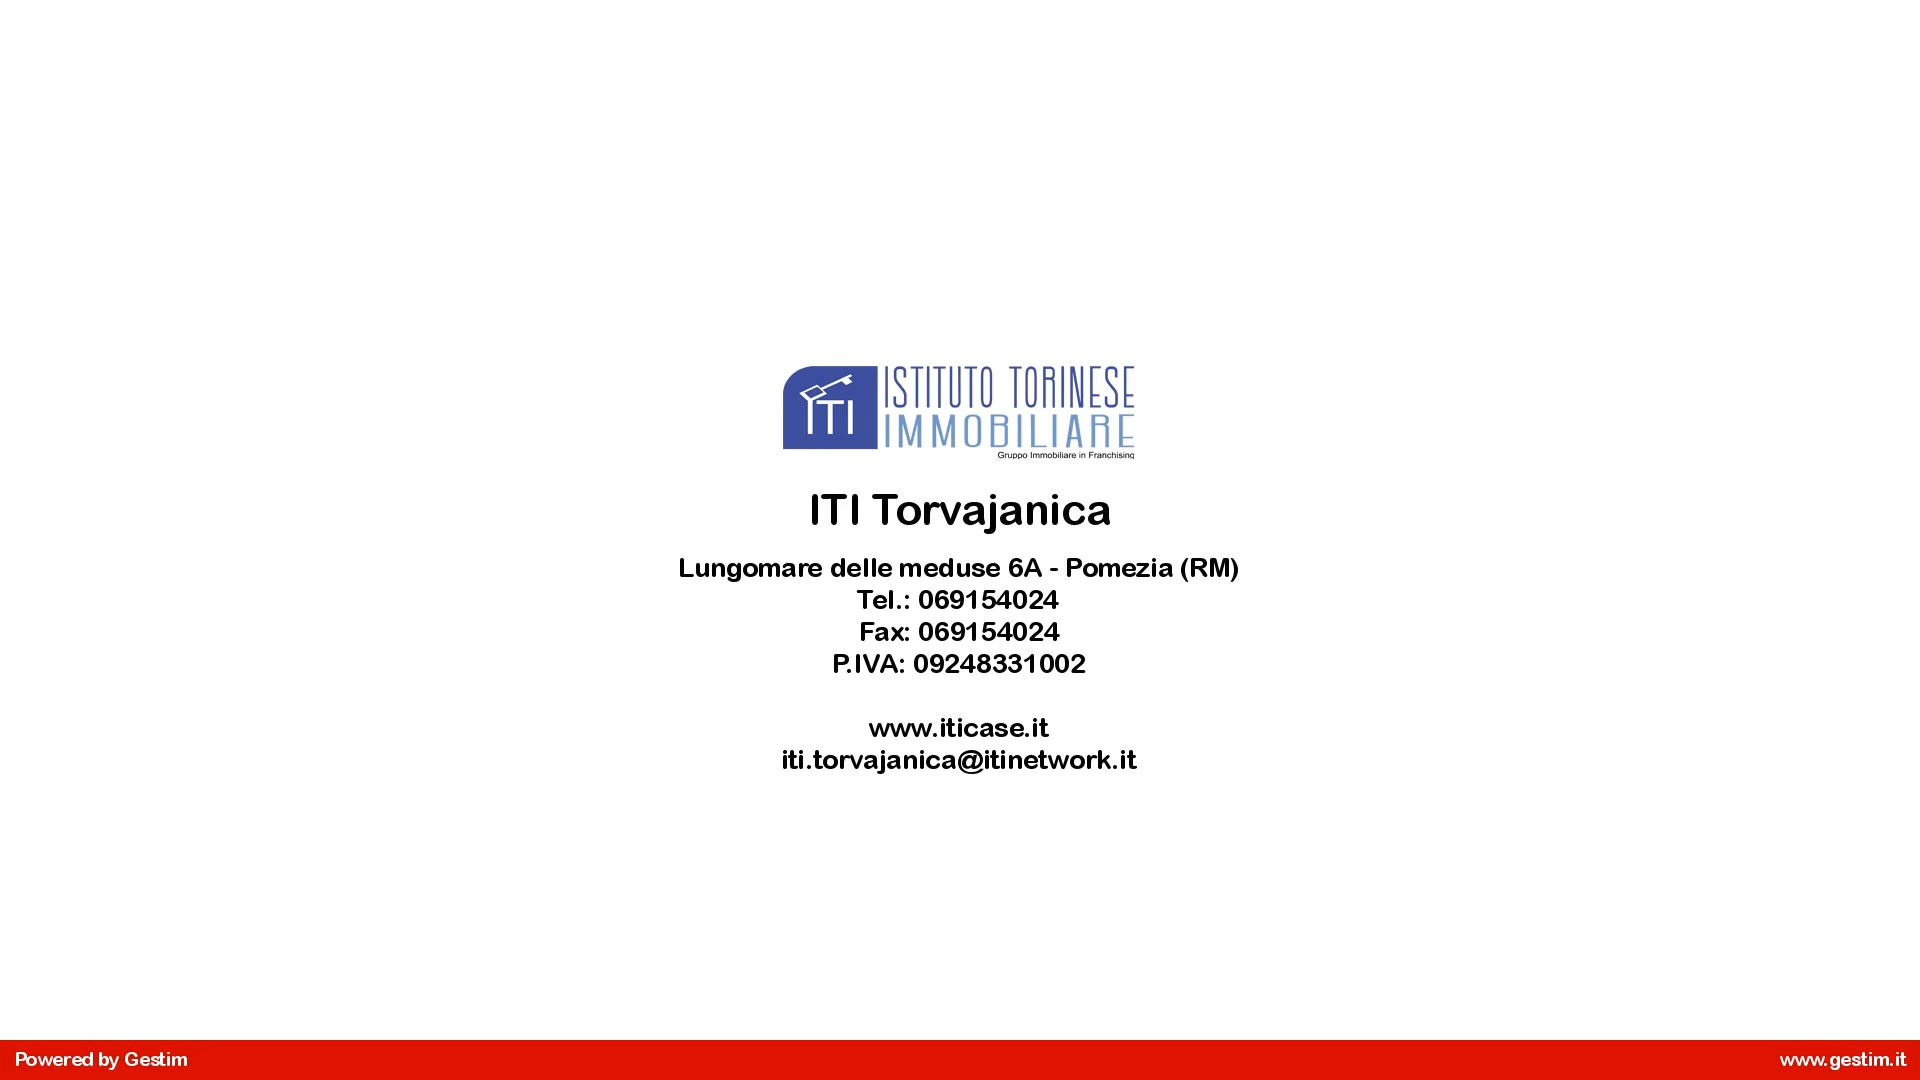 ITI
ISTITUTO TORINESE
IMMOBILIARE
Gruppo Immobiliare in Franchising
ITI Torvajanica
Lungomare delle meduse 6A - Pomezia (RM)
Tel.: 069154024
Fax: 069154024
P.IVA: 09248331002
www.iticase.it
iti.torvajanica@itinetwork.it
Powered by Gestim
www.gestim.it